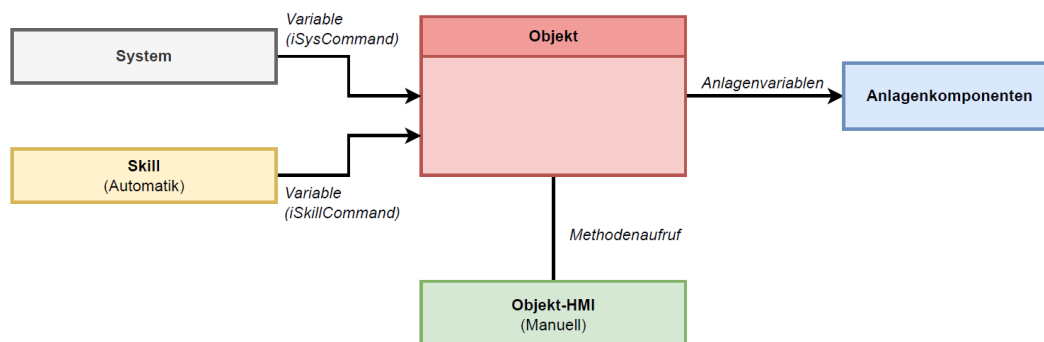 Variable
(iSysCommand)
System
Objekt
Anlagenvariablen
Anlagenkomponenten
Skill
(Automatik)
Variable
(iSkillCommand)
Methodenaufruf
Objekt-HMI
(Manuell)